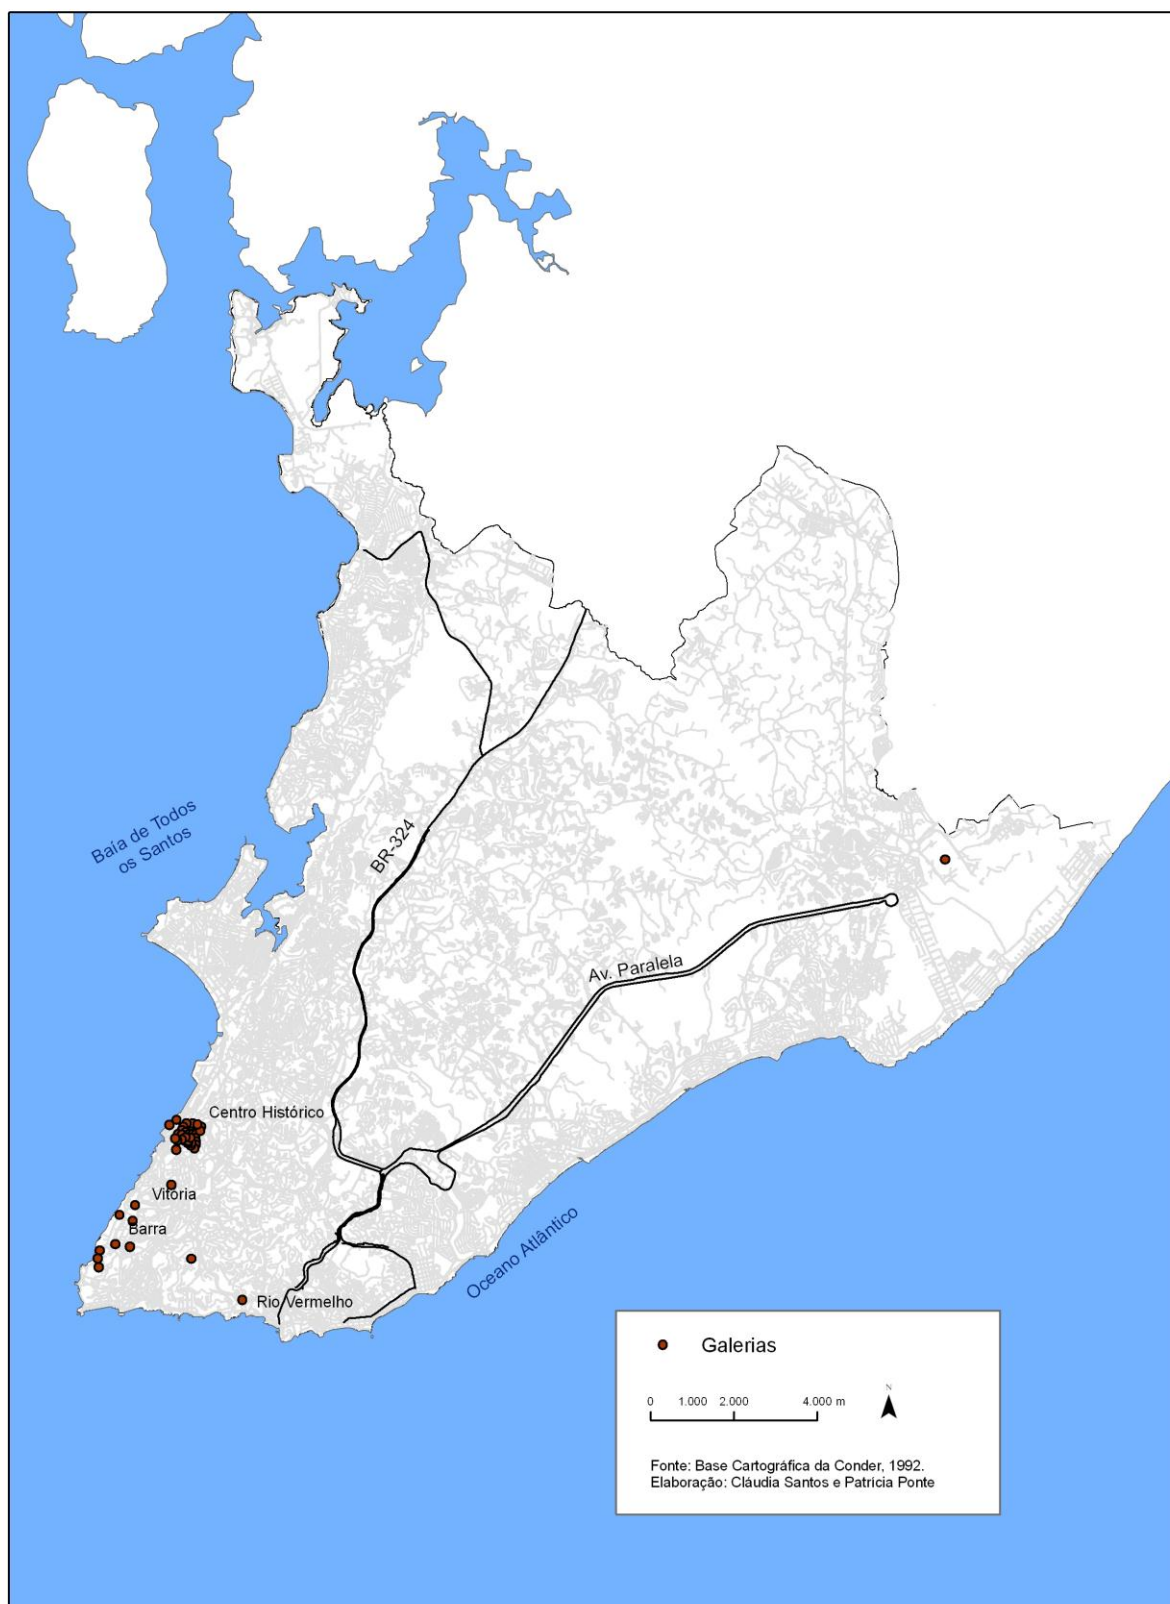 Baía de Todos
os Santos
BR-324
Av. Paralela
Centro Histórico
Vitória
Barra
Rio Vermelho
Oceano Atlântico
Galerias
N
0 1.000 2.000 4.000 m
Fonte: Base Cartográfica da Conder, 1992.
Elaboração: Cláudia Santos e Patrícia Ponte